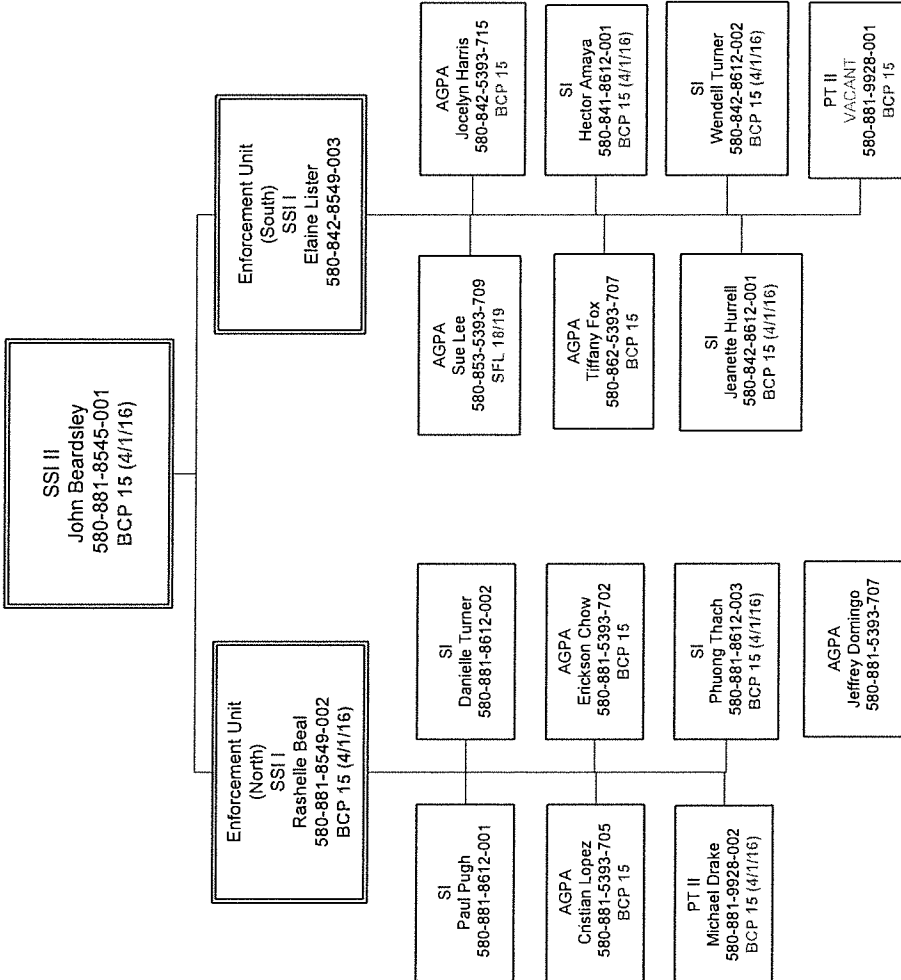 SSI II
John Beardsley
580-881-8545-001
BCP 15 (4/1/16)
Enforcement Unit
(North)
SSI I
Rashelle Beal
580-881-8549-002
BCP 15 (4/1/16)
SI
Paul Pugh
580-881-8612-001
SI
Danielle Turner
580-881-8612-002
AGPA
Cristian Lopez
580-881-5393-705
BCP 15
AGPA
Erickson Chow
580-881-5393-702
BCP 15
PT II
Michael Drake
580-881-9928-002
BCP 15 (4/1/16)
SI
Phuong Thach
580-881-8612-003
BCP 15 (4/1/16)
AGPA
Jeffrey Domingo
580-881-5393-707
Enforcement Unit
(South)
SSI I
Elaine Lister
580-842-8549-003
AGPA
Sue Lee
580-853-5393-709
SFL 18/19
AGPA
Jocelyn Harris
580-842-5393-715
BCP 15
AGPA
Tiffany Fox
580-862-5393-707
BCP 15
SI
Hector Amaya
580-841-8612-001
BCP 15 (4/1/16)
SI
Jeanette Hurrell
580-842-8612-001
BCP 15 (4/1/16)
SI
Wendell Turner
580-842-8612-002
BCP 15 (4/1/16)
PT II
VACANT
580-881-9928-001
BCP 15